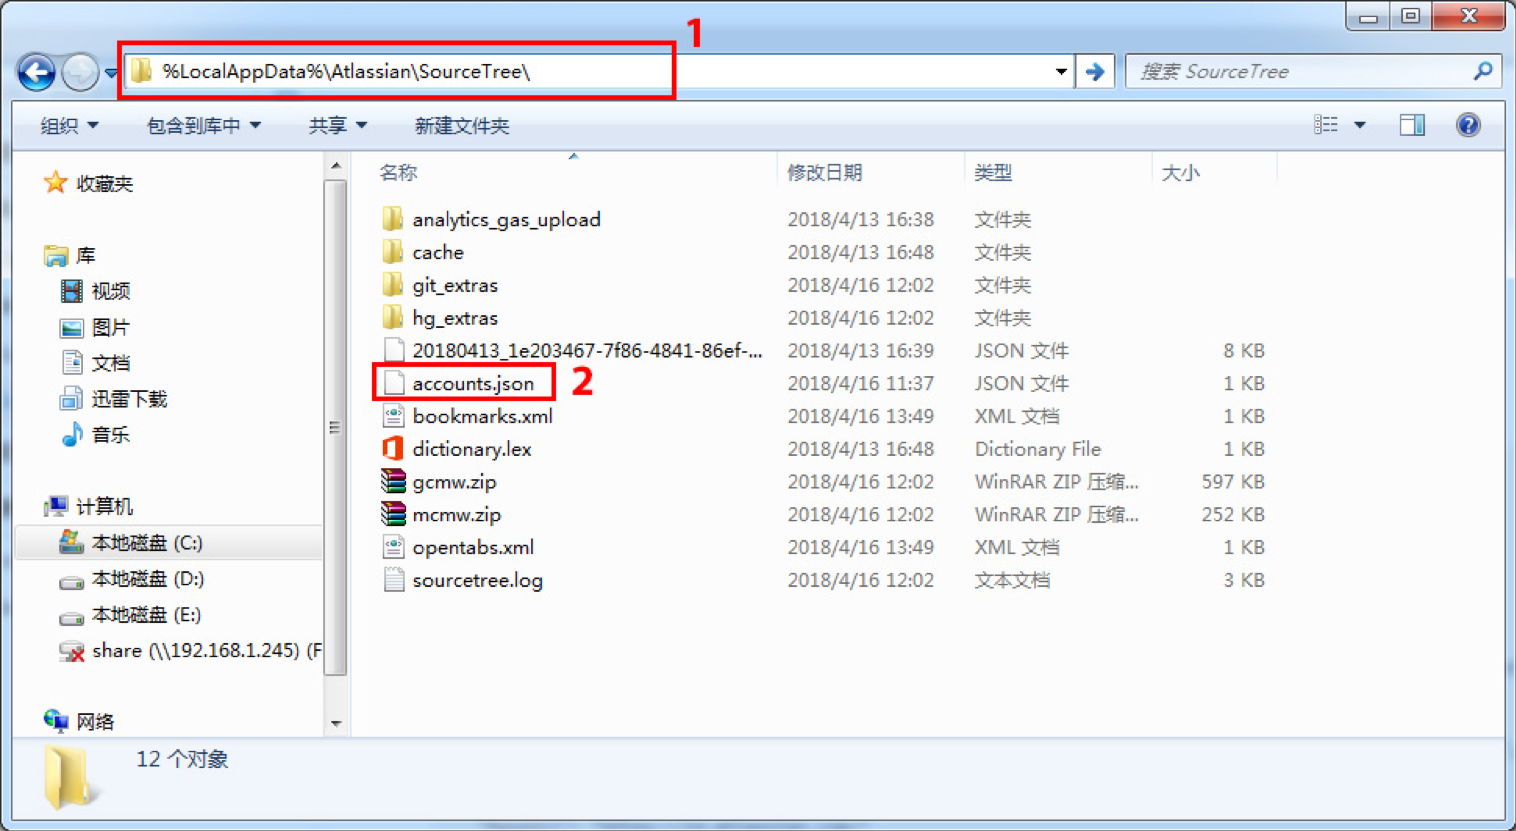 1
%LocalAppData%\Atlassian\SourceTree\
搜索 SourceTree
组织 包含到库中 共享 新建文件夹
收藏夹
库
视频
图片
文档
迅雷下载
音乐
计算机
本地磁盘 (C:)
本地磁盘 (D:)
本地磁盘 (E:)
share (\\192.168.1.245) (F
网络
名称 修改日期 类型 大小
analytics_gas_upload 2018/4/13 16:38 文件夹
cache 2018/4/13 16:48 文件夹
git_extras 2018/4/16 12:02 文件夹
hg_extras 2018/4/16 12:02 文件夹
20180413_1e203467-7f86-4841-86ef-... 2018/4/13 16:39 JSON 文件 8 KB
accounts.json 2 2018/4/16 11:37 JSON 文件 1 KB
bookmarks.xml 2018/4/16 13:49 XML 文档 1 KB
dictionary.lex 2018/4/13 16:48 Dictionary File 1 KB
gcmw.zip 2018/4/16 12:02 WinRAR ZIP 压缩... 597 KB
mcmw.zip 2018/4/16 12:02 WinRAR ZIP 压缩... 252 KB
opentabs.xml 2018/4/16 13:49 XML 文档 1 KB
sourcetree.log 2018/4/16 12:02 文本文档 3 KB
12 个对象